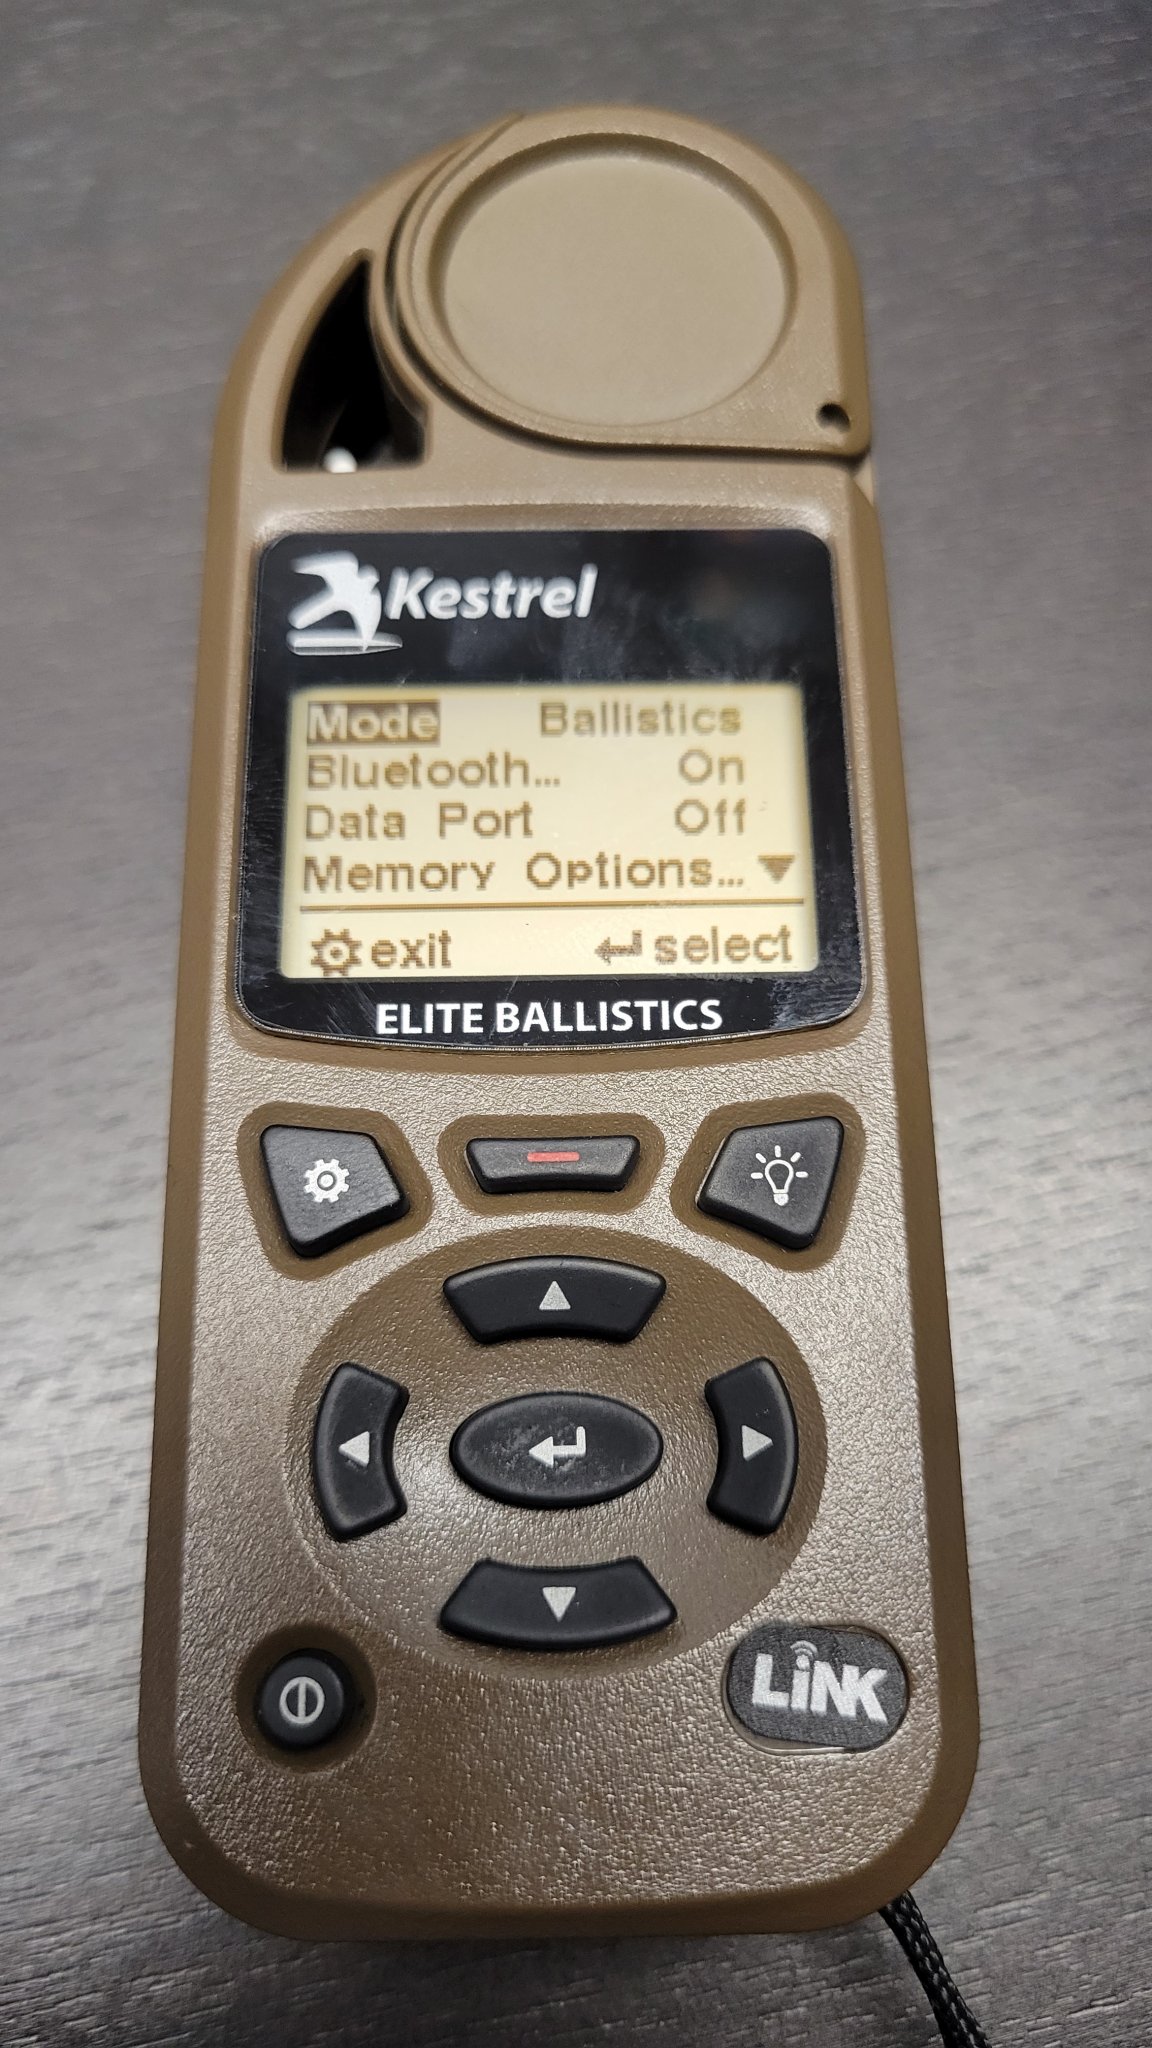 Kestrel
Mode Ballistics
Bluetooth... On
Data Port Off
Memory Options... ▼
exit select
ELITE BALLISTICS
LiNK